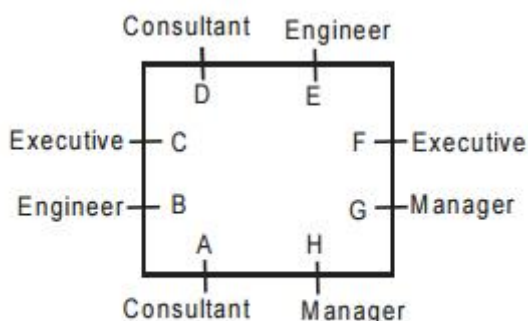 Consultant Engineer
D E
Executive C F Executive
Engineer B G Manager
A H
Consultant Manager